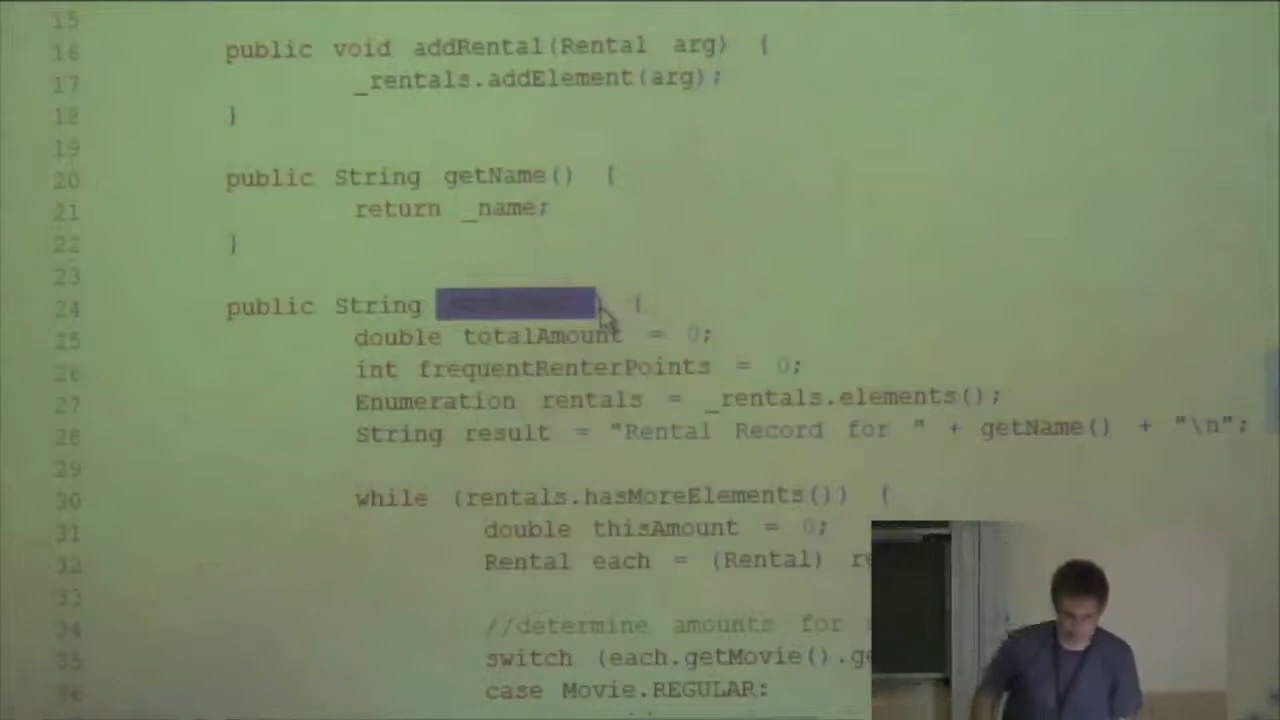 15
16 public void addRental(Rental arg) {
17 _rentals.addElement(arg);
18 }
19
20 public String getName() {
21 return _name;
22 }
23
24 public String {
25 double totalAmount = 0;
26 int frequentRenterPoints = 0;
27 Enumeration rentals = _rentals.elements();
28 String result = "Rental Record for " + getName() + "\n";
29
30 while (rentals.hasMoreElements()) {
31 double thisAmount = 0;
32 Rental each = (Rental)
33
34 //determine amounts for
35 switch (each.getMovie().ge
36 case Movie.REGULAR: